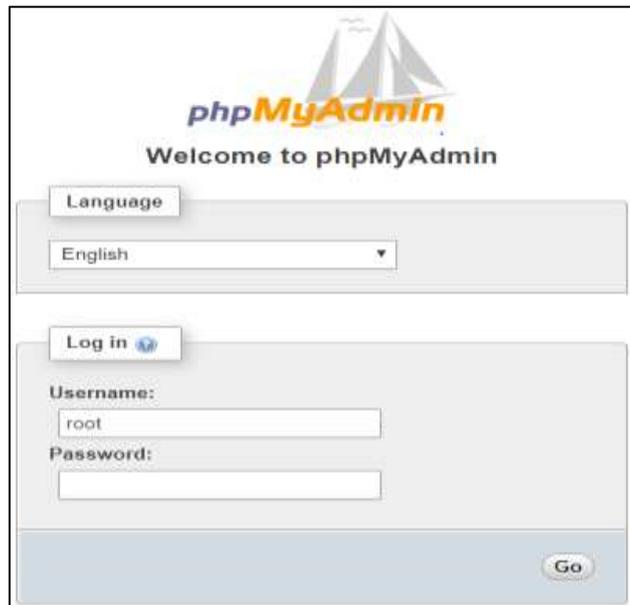 phpMyAdmin
Welcome to phpMyAdmin
Language
English
Log in
Username:
root
Password:
Go